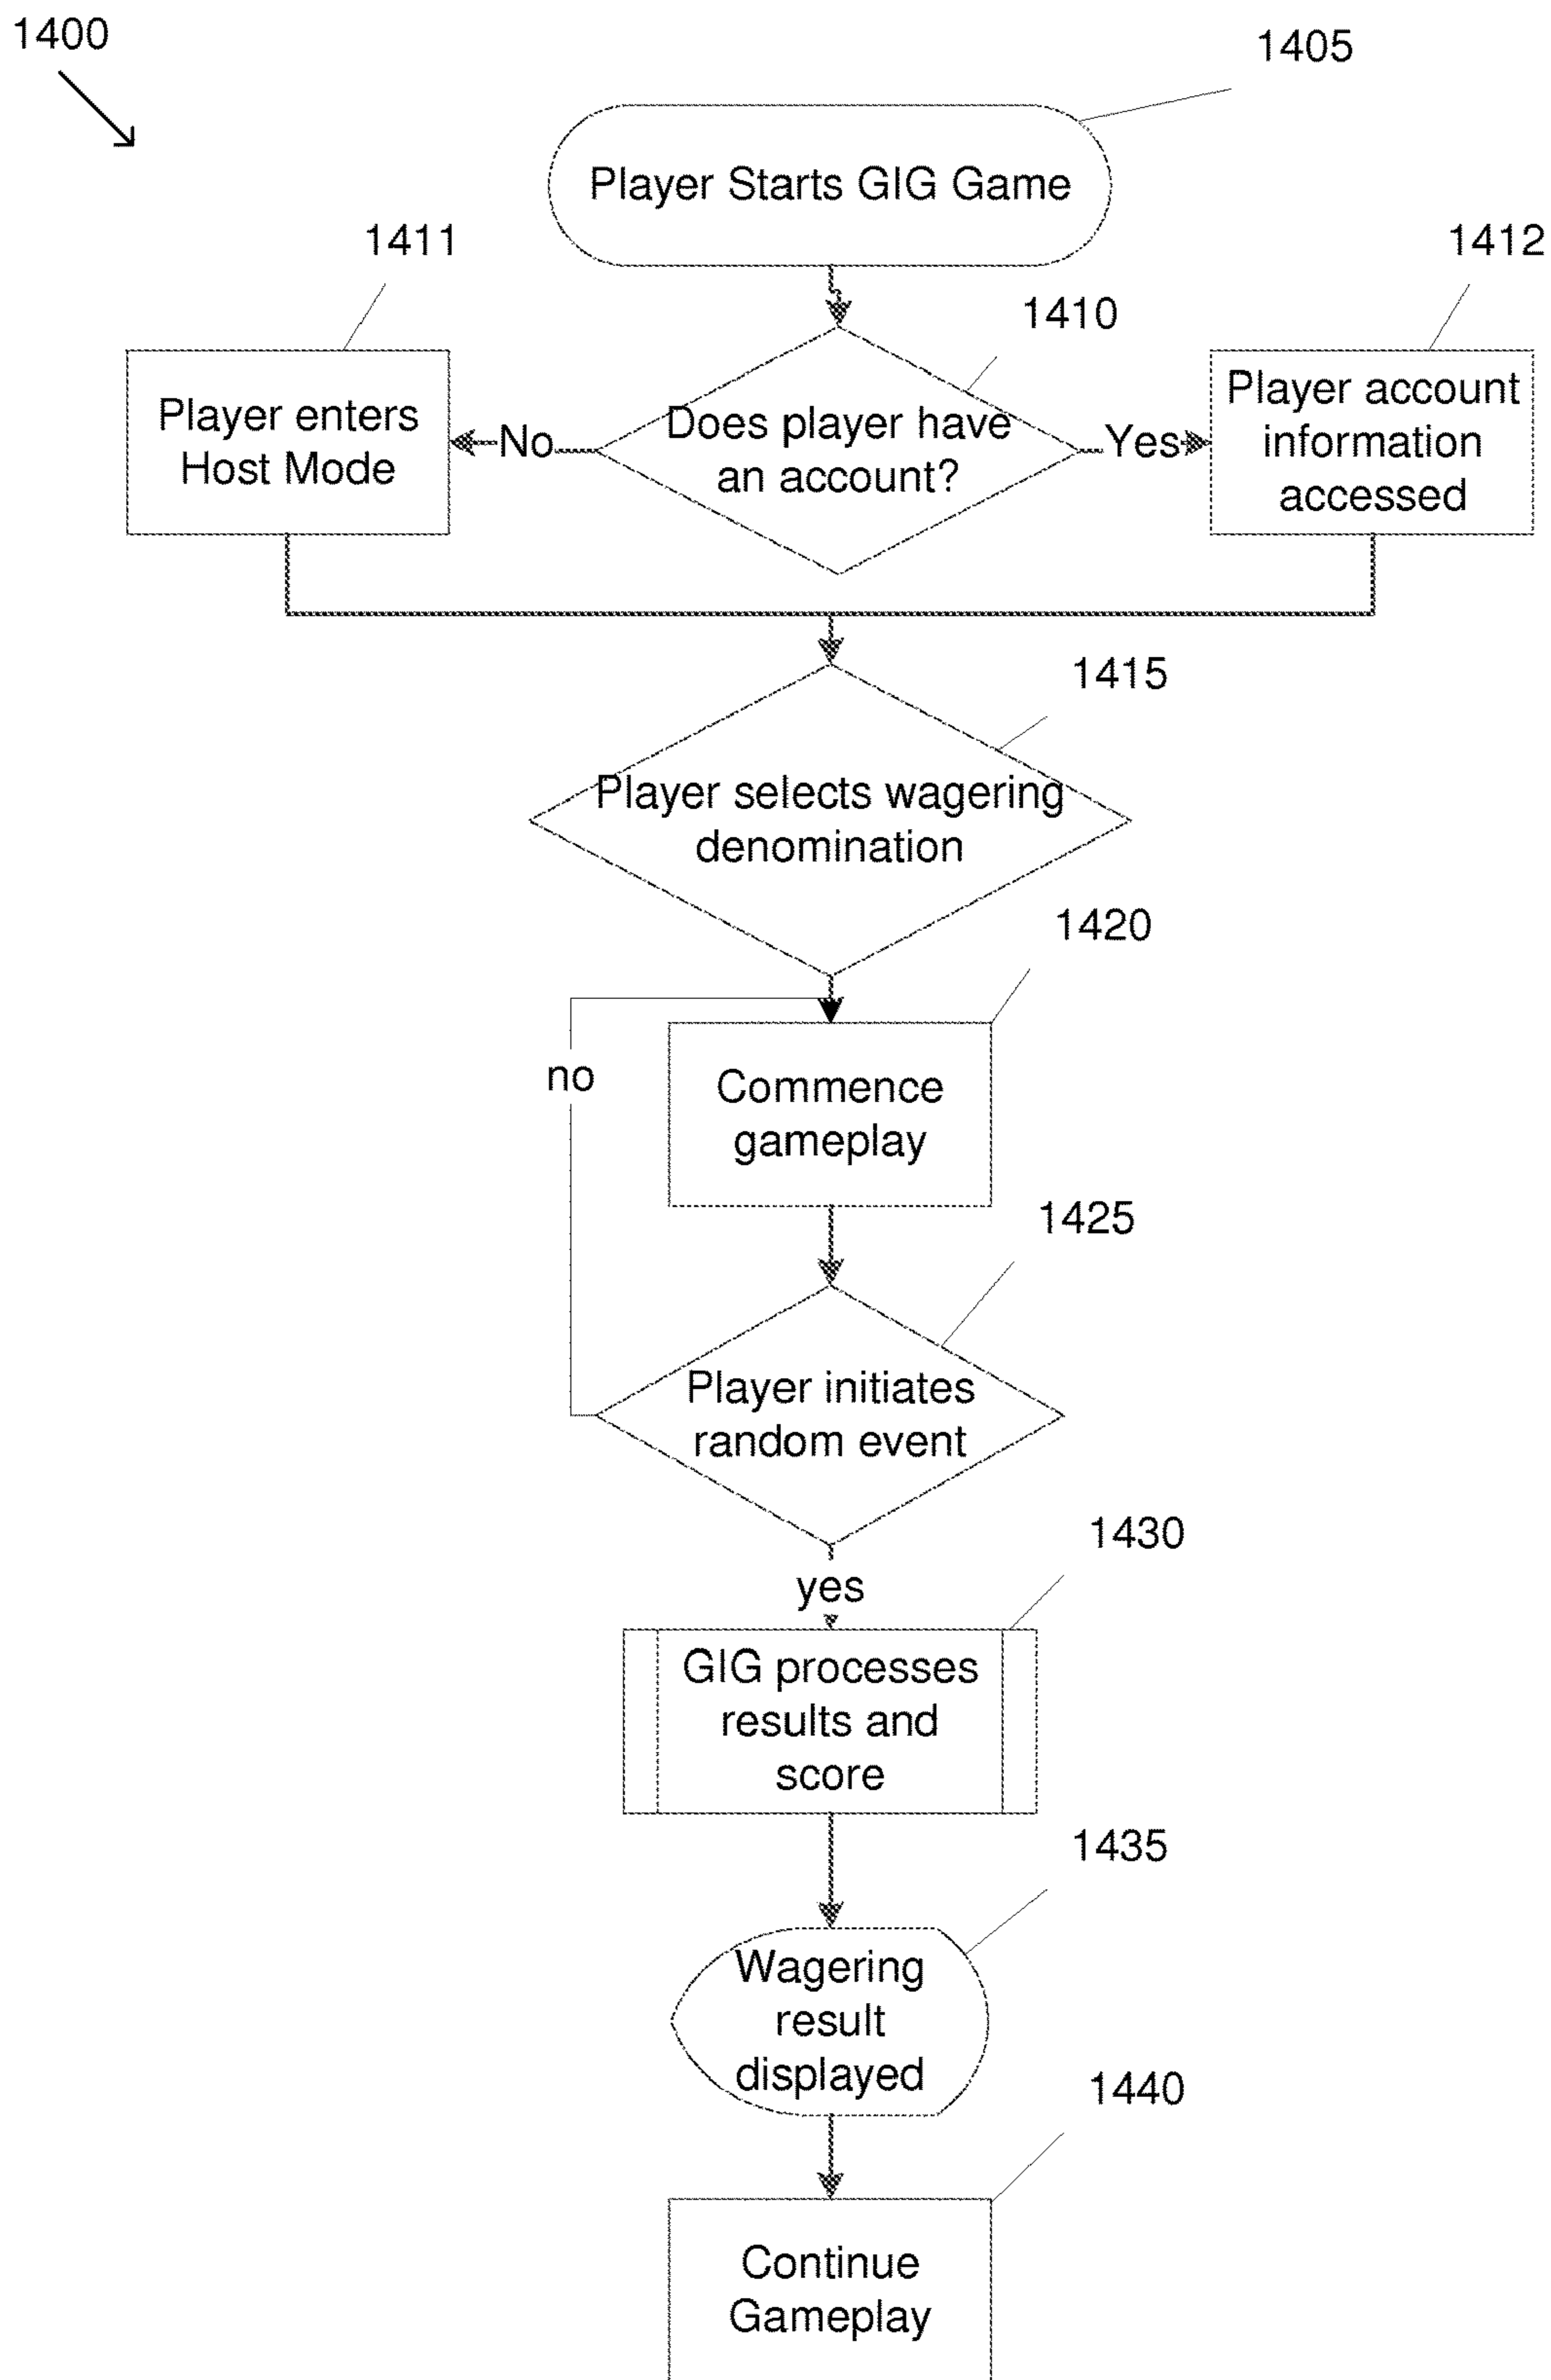 1400
1405
Player Starts GIG Game
1411
1412
1410
Player enters
Host Mode
No
Does player have
an account?
Yes
Player account
information
accessed
1415
Player selects wagering
denomination
1420
no
Commence
gameplay
1425
Player initiates
random event
1430
yes
GIG processes
results and
score
1435
Wagering
result
displayed
1440
Continue
Gameplay